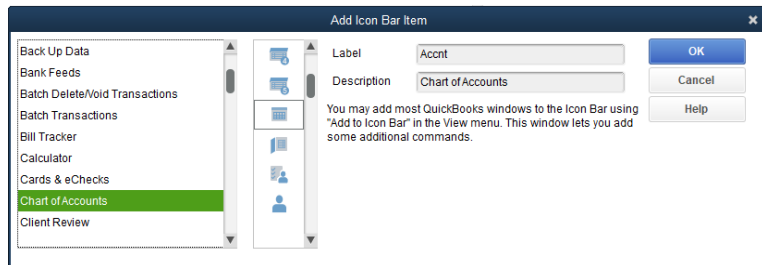 Add Icon Bar Item
Back Up Data
Bank Feeds
Batch Delete/Void Transactions
Batch Transactions
Bill Tracker
Calculator
Cards & eChecks
Chart of Accounts
Client Review
Label
Accnt
Description
Chart of Accounts
You may add most QuickBooks windows to the Icon Bar using
"Add to Icon Bar" in the View menu. This window lets you add
some additional commands.
OK
Cancel
Help